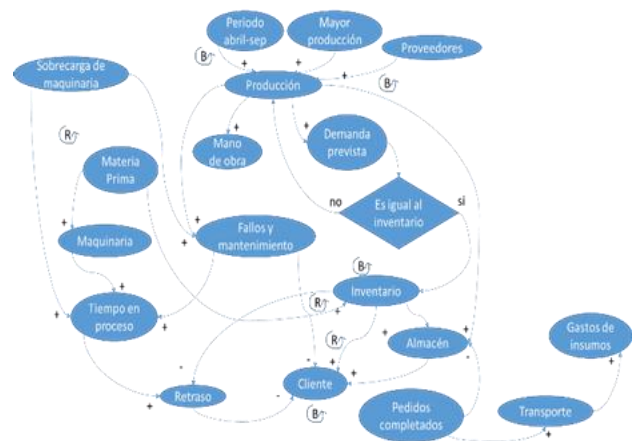 Periodo
abril-sep
Mayor
producción
Proveedores
B
+
+
+
B
Sobrecarga de
maquinaria
Producción
+
+
Mano
de obra
Demanda
prevista
R
Materia
Prima
no
Es igual al
inventario
si
+
Maquinaria
+
+
Fallos y
mantenimiento
B
Inventario
+
Tiempo en
proceso
+
+
R
+
R
+
Almacén
+
-
Gastos de
insumos
+
-
-
+
+
Retraso
+
-
Cliente
B
Pedidos
completados
Transporte
+